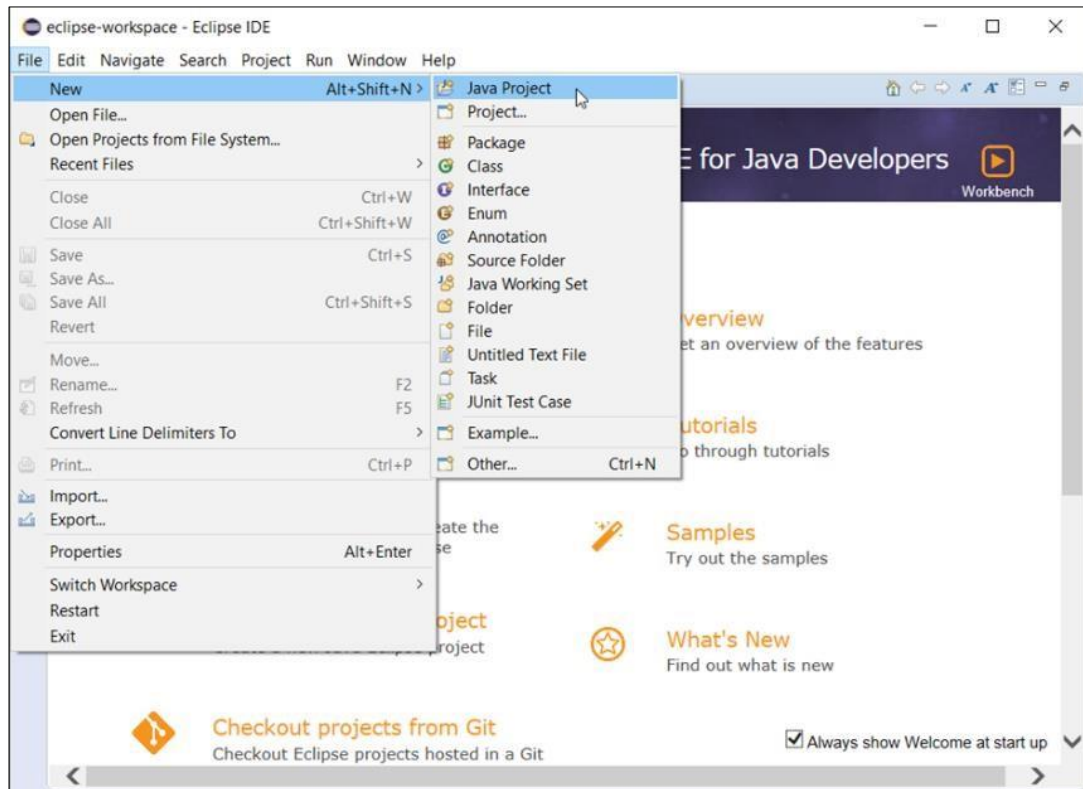 eclipse-workspace - Eclipse IDE
File Edit Navigate Search Project Run Window Help
New Alt+Shift+N >
Open File...
Open Projects from File System...
Recent Files >
Close Ctrl+W
Close All Ctrl+Shift+W
Save Ctrl+S
Save As...
Save All Ctrl+Shift+S
Revert
Move...
Rename... F2
Refresh F5
Convert Line Delimiters To >
Print... Ctrl+P
Import...
Export...
Properties Alt+Enter
Switch Workspace >
Restart
Exit
Java Project
Project...
Package
Class
Interface
Enum
Annotation
Source Folder
Java Working Set
Folder
File
Untitled Text File
Task
JUnit Test Case
Example...
Other... Ctrl+N
E for Java Developers
Workbench
verview
et an overview of the features
utorials
through tutorials
eate the
se
Samples
Try out the samples
oject
project
What's New
Find out what is new
Checkout projects from Git
Checkout Eclipse projects hosted in a Git
Always show Welcome at start up